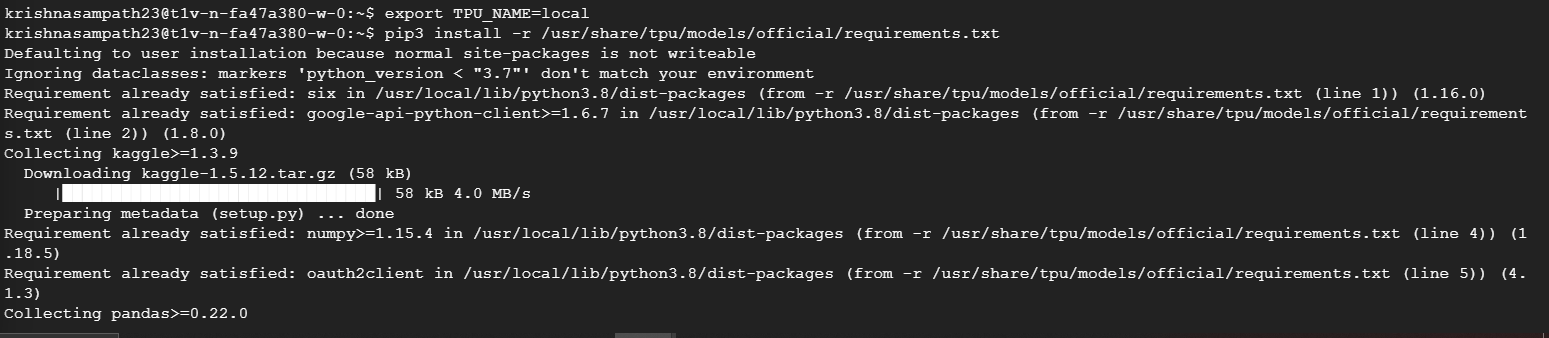 krishnasampath23@t1v-n-fa47a380-w-0:~$ export TPU_NAME=local
krishnasampath23@t1v-n-fa47a380-w-0:~$ pip3 install -r /usr/share/tpu/models/official/requirements.txt
Defaulting to user installation because normal site-packages is not writeable
Ignoring dataclasses: markers 'python_version < "3.7"' don't match your environment
Requirement already satisfied: six in /usr/local/lib/python3.8/dist-packages (from -r /usr/share/tpu/models/official/requirements.txt (line 1)) (1.16.0)
Requirement already satisfied: google-api-python-client>=1.6.7 in /usr/local/lib/python3.8/dist-packages (from -r /usr/share/tpu/models/official/requirement
s.txt (line 2)) (1.8.0)
Collecting kaggle>=1.3.9
  Downloading kaggle-1.5.12.tar.gz (58 kB)
     |████████████████████████████████| 58 kB 4.0 MB/s
  Preparing metadata (setup.py) ... done
Requirement already satisfied: numpy>=1.15.4 in /usr/local/lib/python3.8/dist-packages (from -r /usr/share/tpu/models/official/requirements.txt (line 4)) (1
.18.5)
Requirement already satisfied: oauth2client in /usr/local/lib/python3.8/dist-packages (from -r /usr/share/tpu/models/official/requirements.txt (line 5)) (4.
1.3)
Collecting pandas>=0.22.0